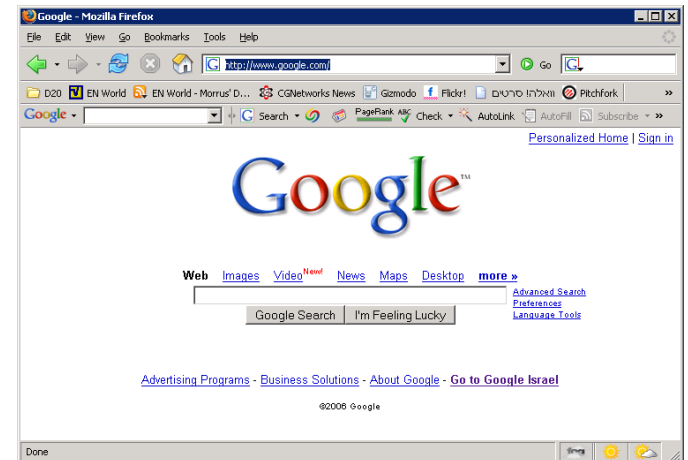 Google - Mozilla Firefox
File Edit View Go Bookmarks Tools Help
http://www.google.com/ Go
D20 EN World EN World - Morrus' D... CGNetworks News Gizmodo Flickr! וואלה! סרטים Pitchfork »
Google Search PageRank ABC Check AutoLink AutoFill Subscribe »
Personalized Home | Sign in
Google™
Web Images Video New! News Maps Desktop more »
Advanced Search
Preferences
Language Tools
Google Search I'm Feeling Lucky
Advertising Programs - Business Solutions - About Google - Go to Google Israel
©2006 Google
Done